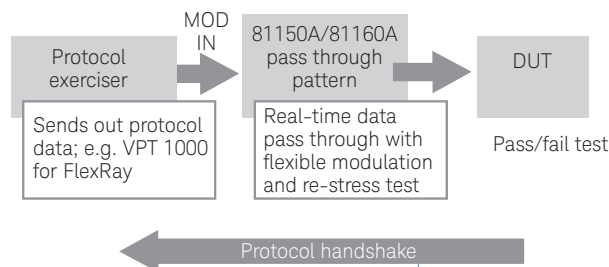 MOD
IN
Protocol
exerciser
81150A/81160A
pass through
pattern
DUT
Sends out protocol
data; e.g. VPT 1000
for FlexRay
Real-time data
pass through with
flexible modulation
and re-stress test
Pass/fail test
Protocol handshake